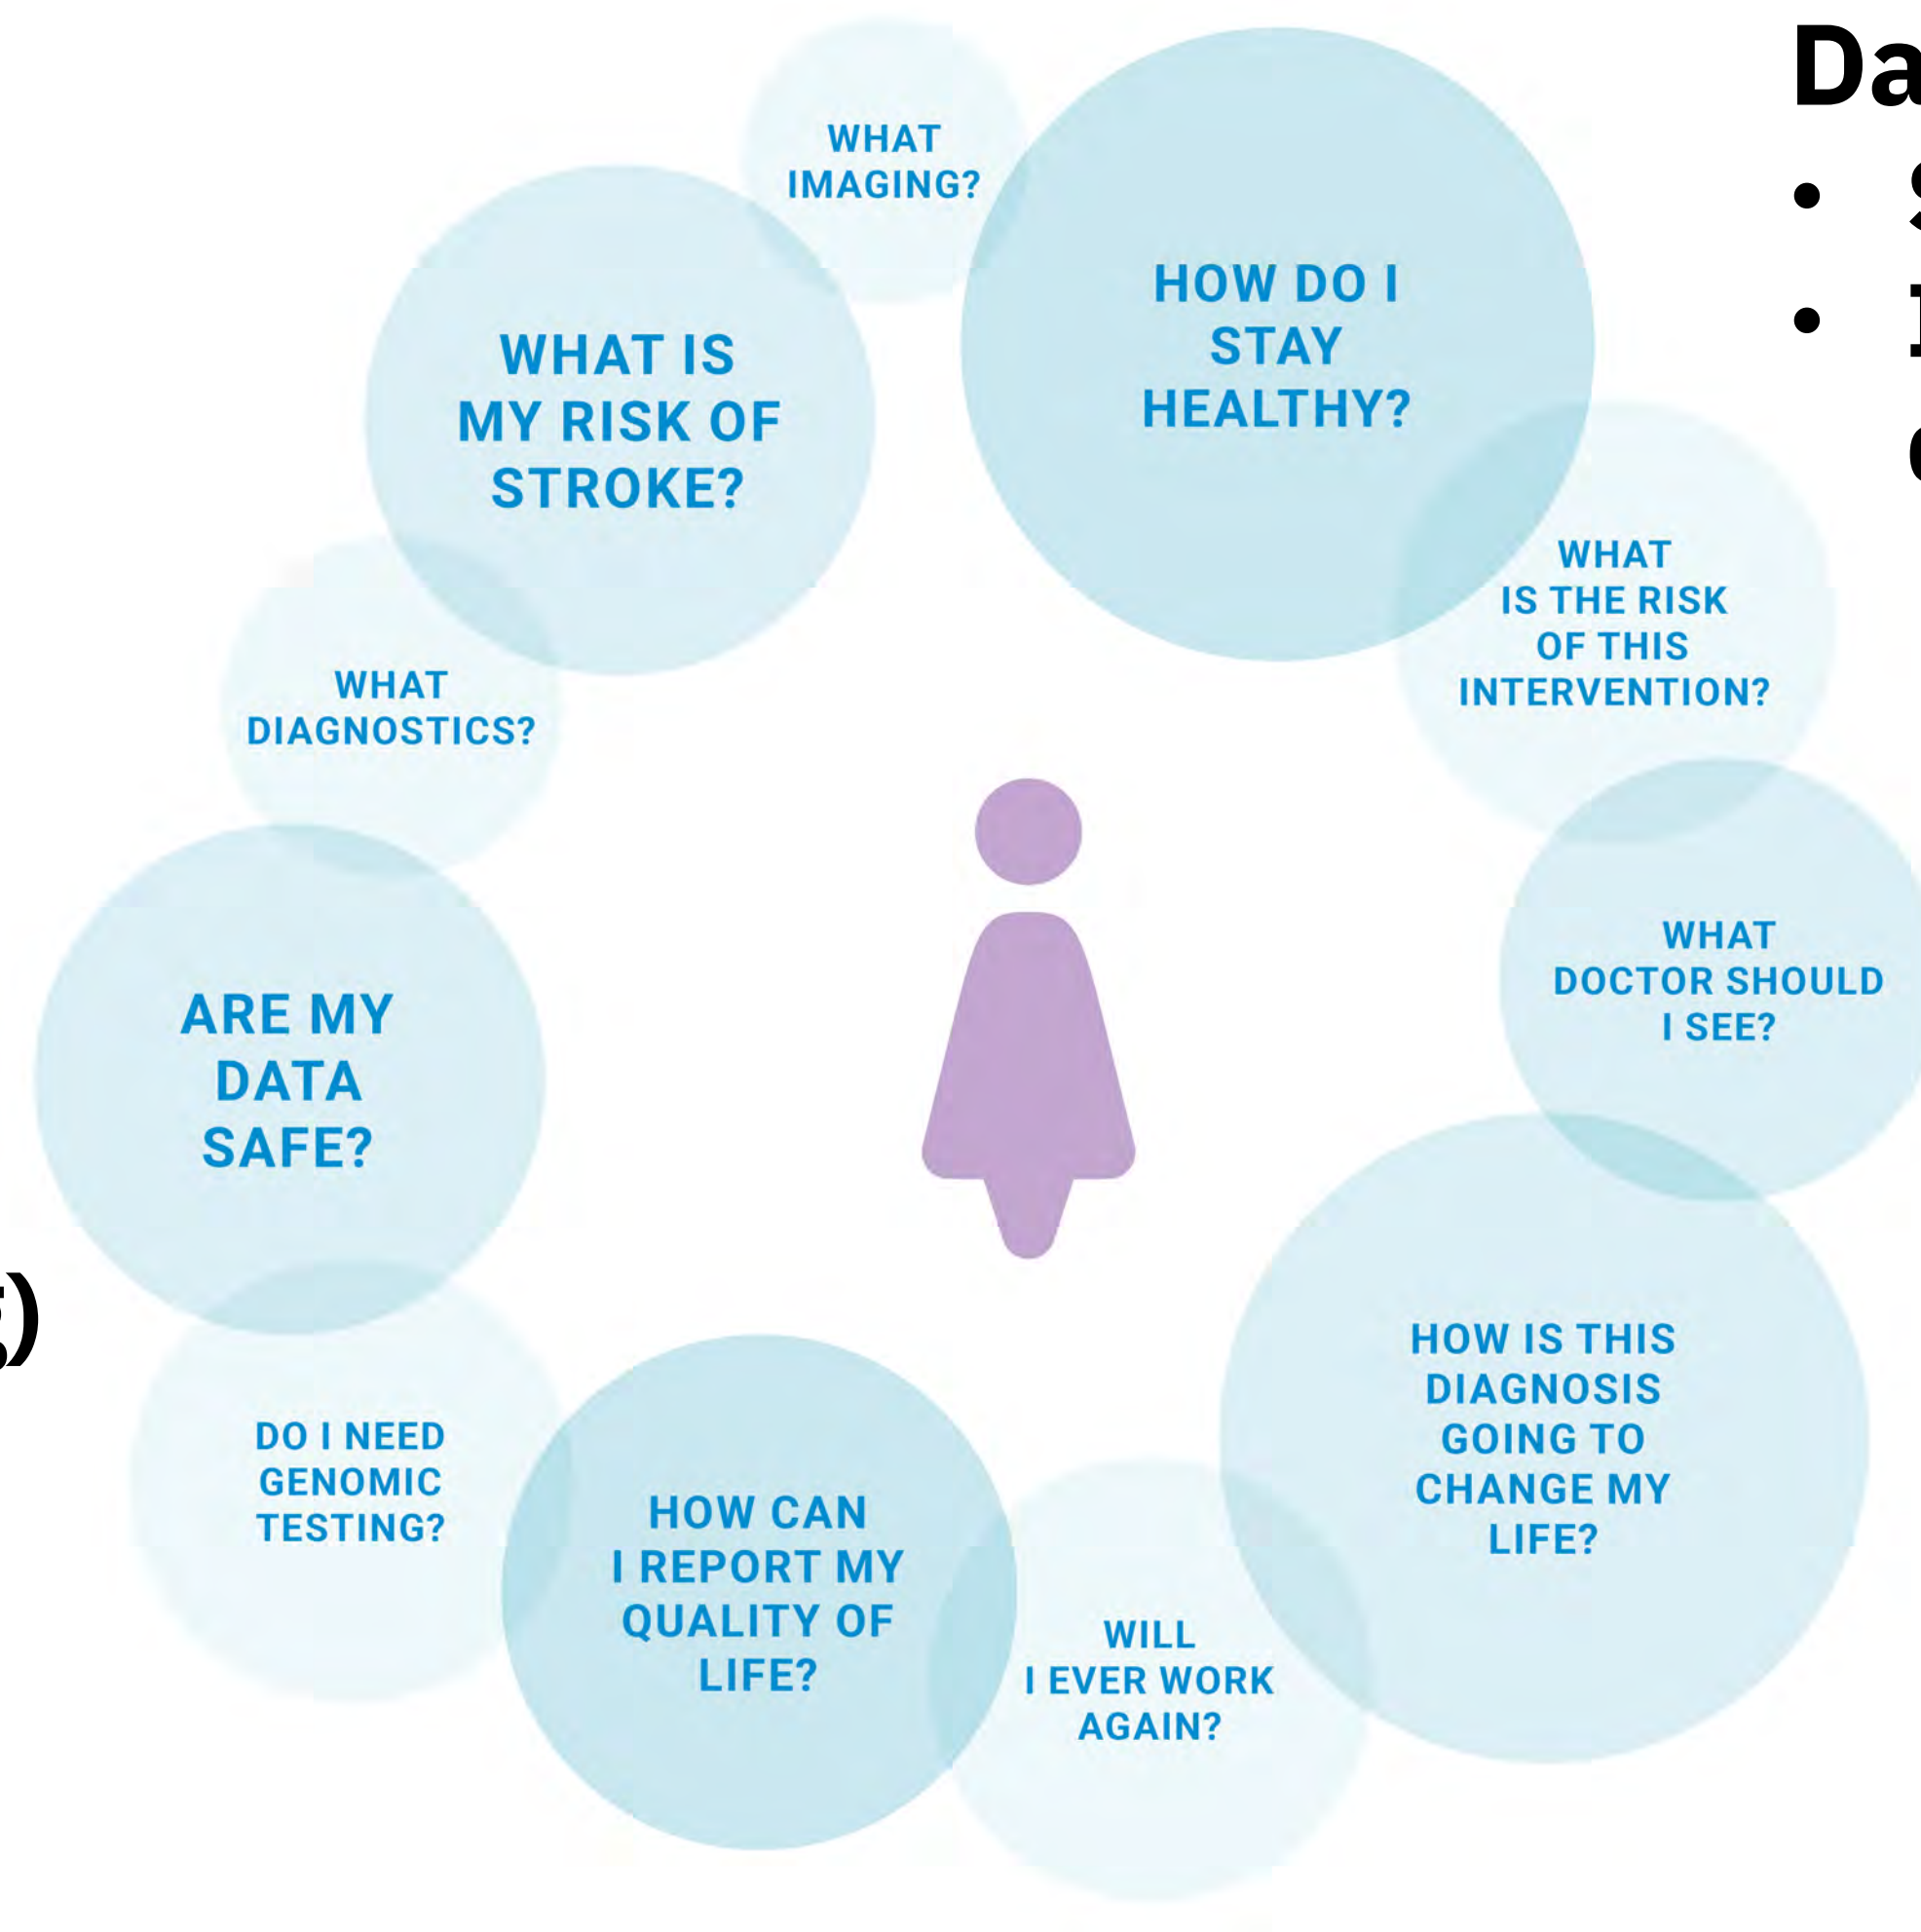 WHAT
IMAGING?
HOW DO I
STAY
HEALTHY?
WHAT IS
MY RISK OF
STROKE?
WHAT
IS THE RISK
OF THIS
INTERVENTION?
WHAT
DIAGNOSTICS?
WHAT
DOCTOR SHOULD
I SEE?
ARE MY
DATA
SAFE?
HOW IS THIS
DIAGNOSIS
GOING TO
CHANGE MY
LIFE?
DO I NEED
GENOMIC
TESTING?
HOW CAN
I REPORT MY
QUALITY OF
LIFE?
WILL
I EVER WORK
AGAIN?